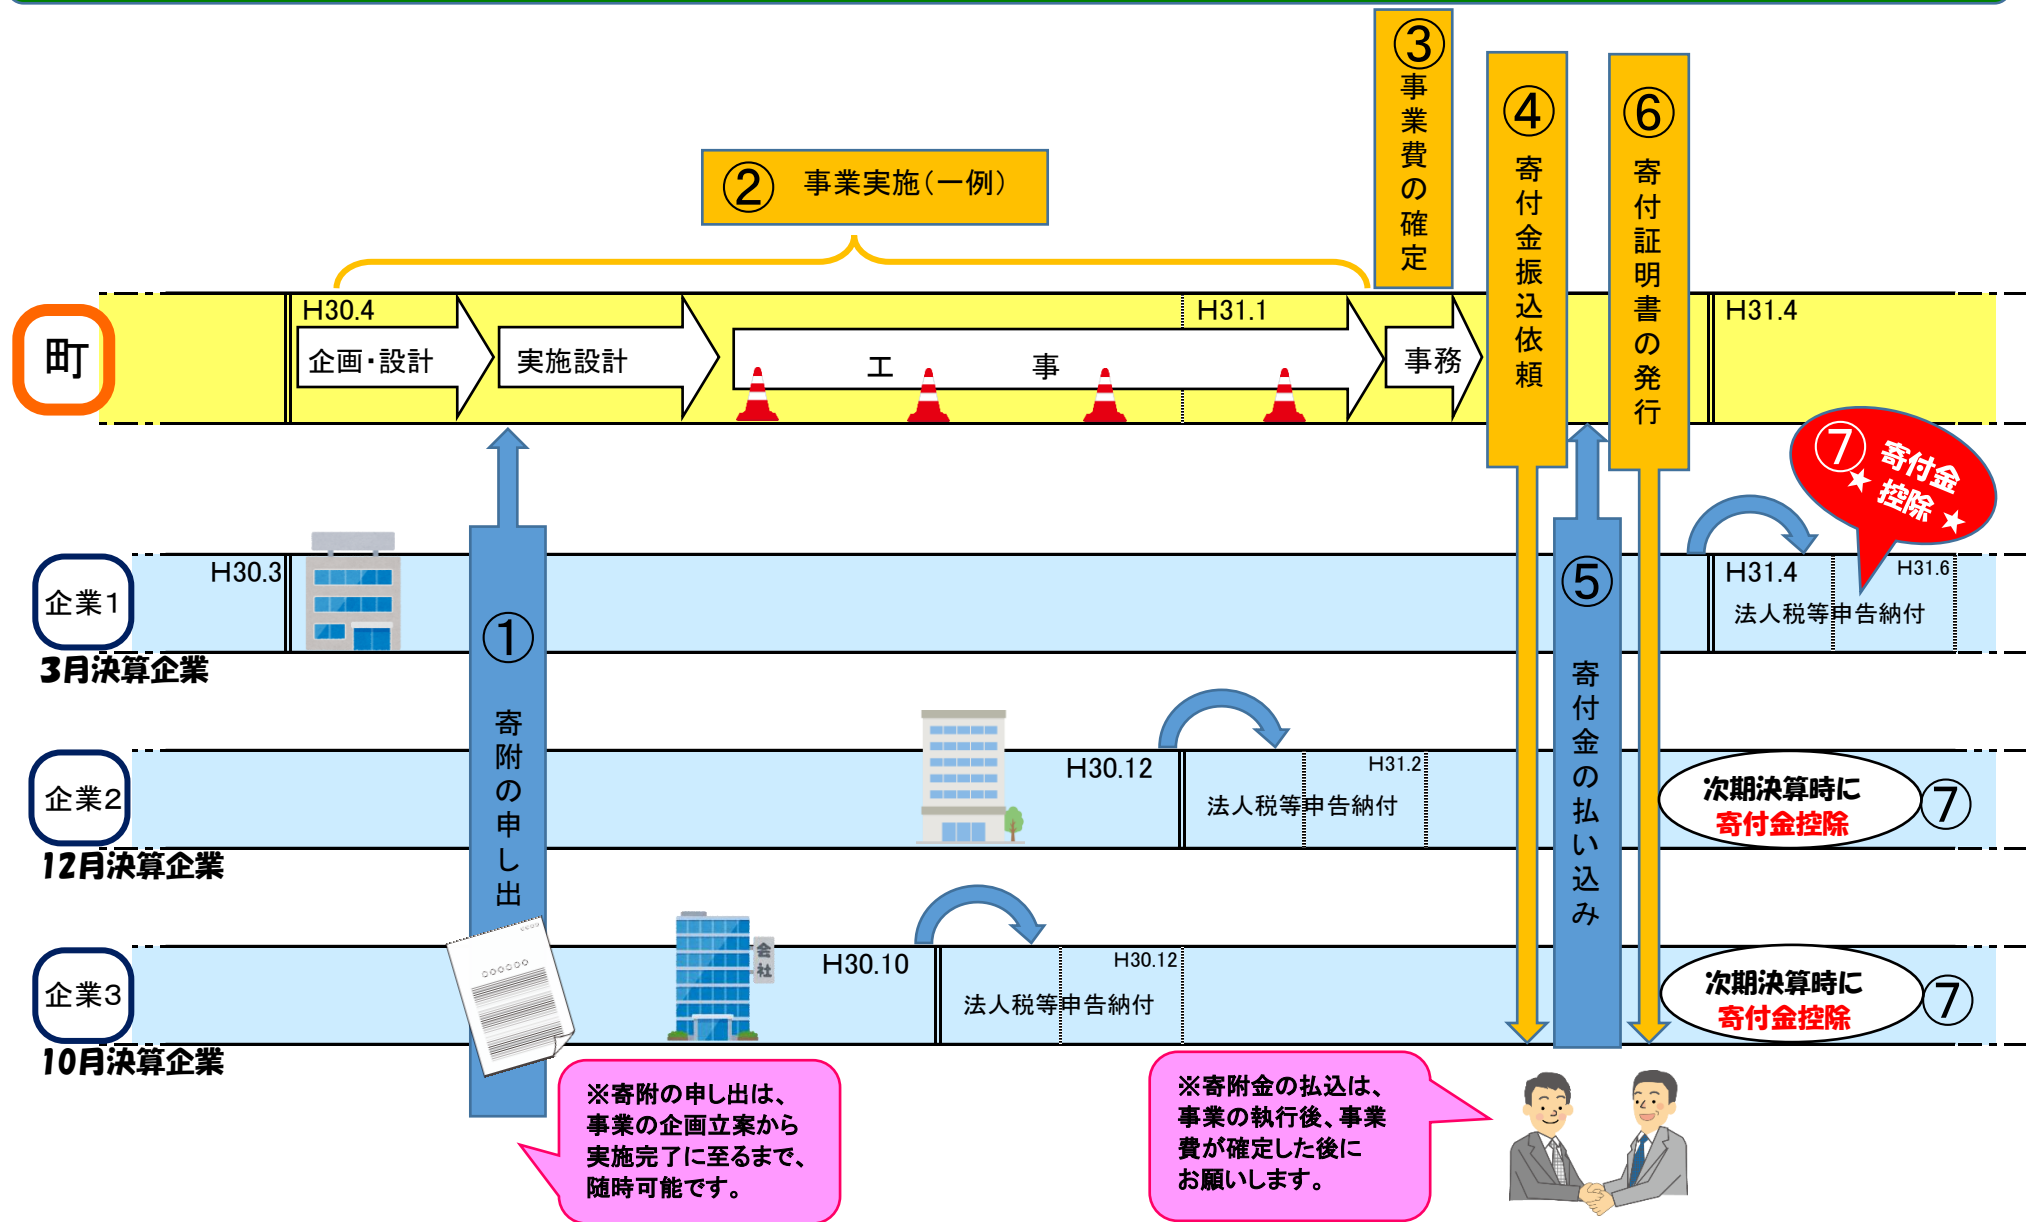 ③
事業費の確定
④
寄付金振込依頼
⑥
寄付証明書の発行
② 事業実施(一例)
町
H30.4
H31.1
H31.4
企画・設計
実施設計
工 事
事務
⑦ 寄付金
★ 控除 ★
企業1
3月決算企業
H30.3
H31.4
H31.6
法人税等申告納付
①
寄附の申し出
⑤
寄付金の払い込み
企業2
12月決算企業
H30.12
H31.2
法人税等申告納付
次期決算時に
寄付金控除
⑦
企業3
10月決算企業
会社
H30.10
H30.12
法人税等申告納付
次期決算時に
寄付金控除
⑦
※寄附の申し出は、
事業の企画立案から
実施完了に至るまで、
随時可能です。
※寄附金の払込は、
事業の執行後、事業
費が確定した後に
お願いします。